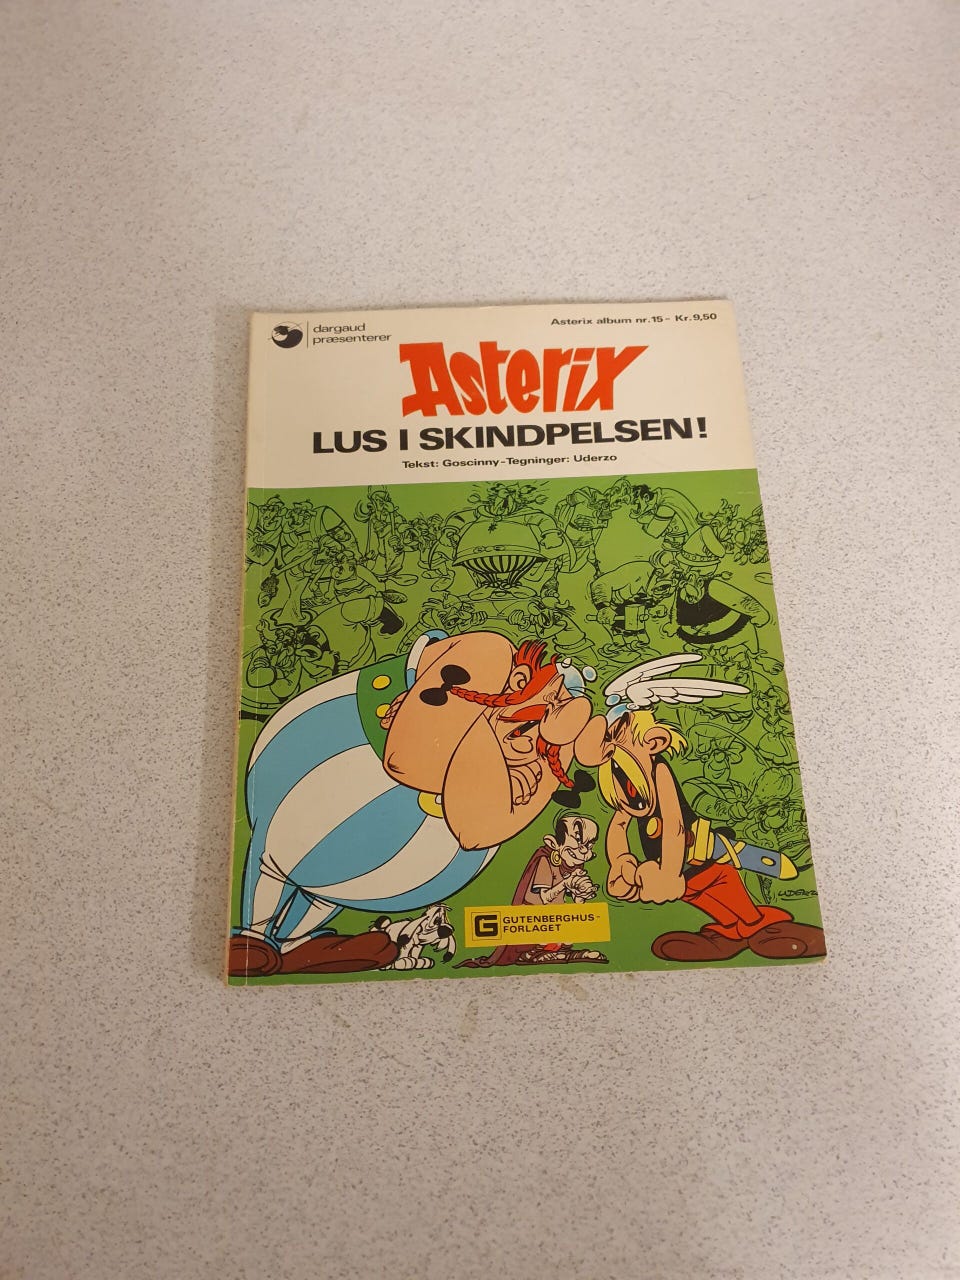 dargaud
præsenterer
Asterix album nr.15 - Kr.9,50
Asterix
LUS I SKINDPELSEN!
Tekst: Goscinny - Tegninger: Uderzo
G GUTENBERGHUS-
FORLAGET
UDERZO